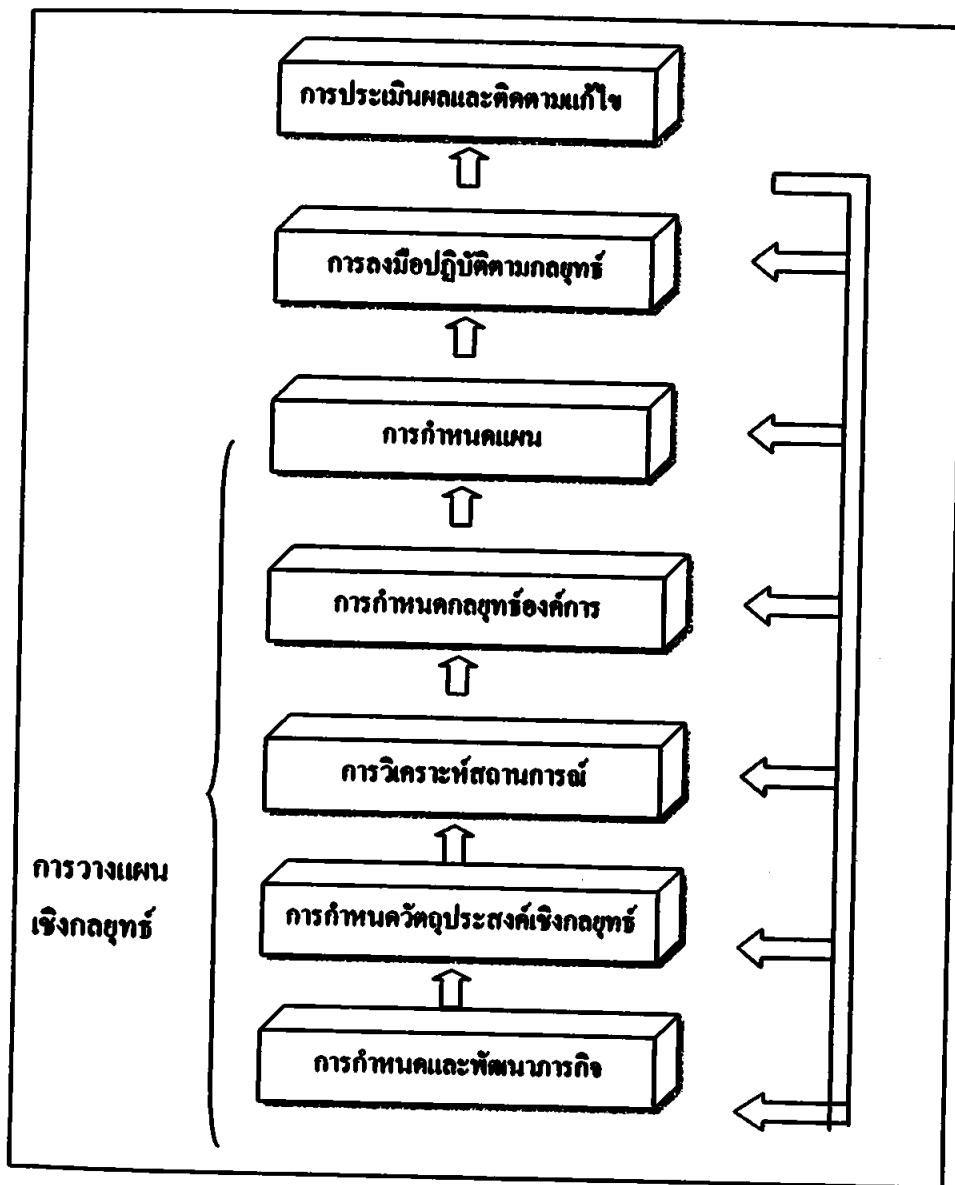 การประเมินผลและติดตามแก้ไข
การลงมือปฏิบัติตามกลยุทธ์
การกำหนดแผน
การกำหนดกลยุทธ์องค์การ
การวิเคราะห์สถานการณ์
การวางแผน
เชิงกลยุทธ์
การกำหนดวัตถุประสงค์เชิงกลยุทธ์
การกำหนดและพัฒนาภารกิจ